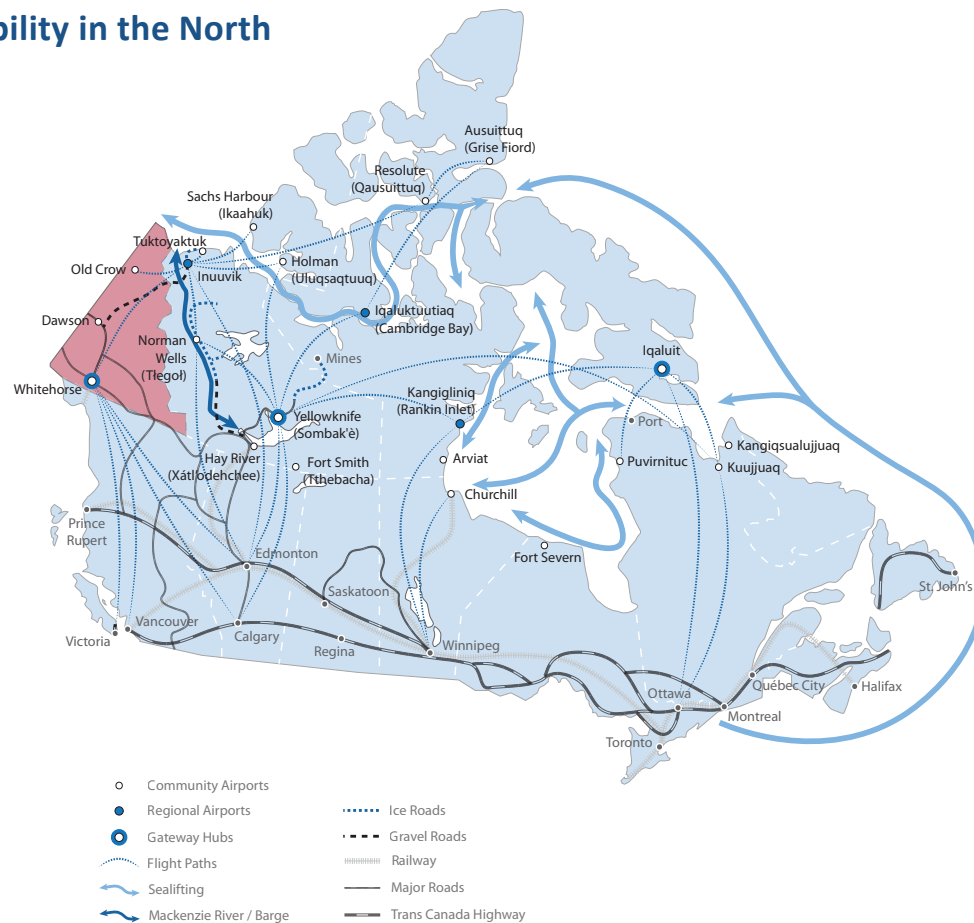 bility in the North
Ausuittuq
(Grise Fiord)
Resolute
(Qausuittuq)
Sachs Harbour
(Ikaahuk)
Tuktoyaktuk
Old Crow
Inuuvik
Holman
(Uluqsaqtuuq)
Dawson
Iqaluktuutiaq
(Cambridge Bay)
Norman
Wells
(Tłegoł)
Mines
Iqaluit
Whitehorse
Kangigliniq
(Rankin Inlet)
Yellowknife
(Sombak'è)
Port
Kangiqsualujjuaq
Hay River
(Xátł'odehchee)
Fort Smith
(Tthebacha)
Arviat
Puvirnituc
Kuujjuaq
Churchill
Prince
Rupert
Edmonton
Fort Severn
Saskatoon
St. John's
Vancouver
Victoria
Calgary
Regina
Winnipeg
Ottawa
Québec City
Halifax
Montreal
Toronto
Community Airports
Regional Airports
Gateway Hubs
Flight Paths
Sealifting
Mackenzie River / Barge
Ice Roads
Gravel Roads
Railway
Major Roads
Trans Canada Highway